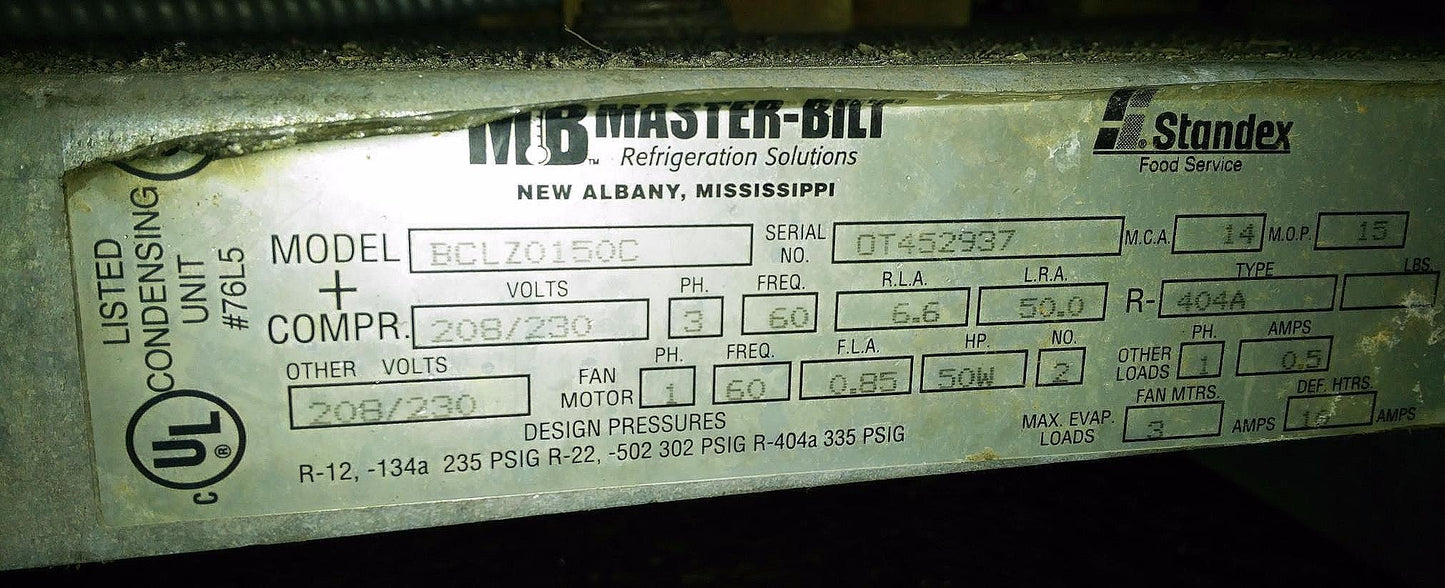 MB MASTER-BILT
™ Refrigeration Solutions
NEW ALBANY, MISSISSIPPI
Standex
Food Service
LISTED
CONDENSING
UNIT
#76L5
C UL ®
MODEL BCLZ0150C SERIAL NO. OT452937 M.C.A. 14 M.O.P. 15
+
VOLTS PH. FREQ. R.L.A. L.R.A. TYPE LBS.
COMPR. 208/230 3 60 6.6 50.0 R- 404A
OTHER VOLTS PH. FREQ. F.L.A. HP. NO. PH. AMPS
208/230 FAN MOTOR 1 60 0.85 50W 2 OTHER LOADS 1 0.5
FAN MTRS. DEF. HTRS.
MAX. EVAP. LOADS 3 AMPS AMPS
DESIGN PRESSURES
R-12, -134a 235 PSIG R-22, -502 302 PSIG R-404a 335 PSIG